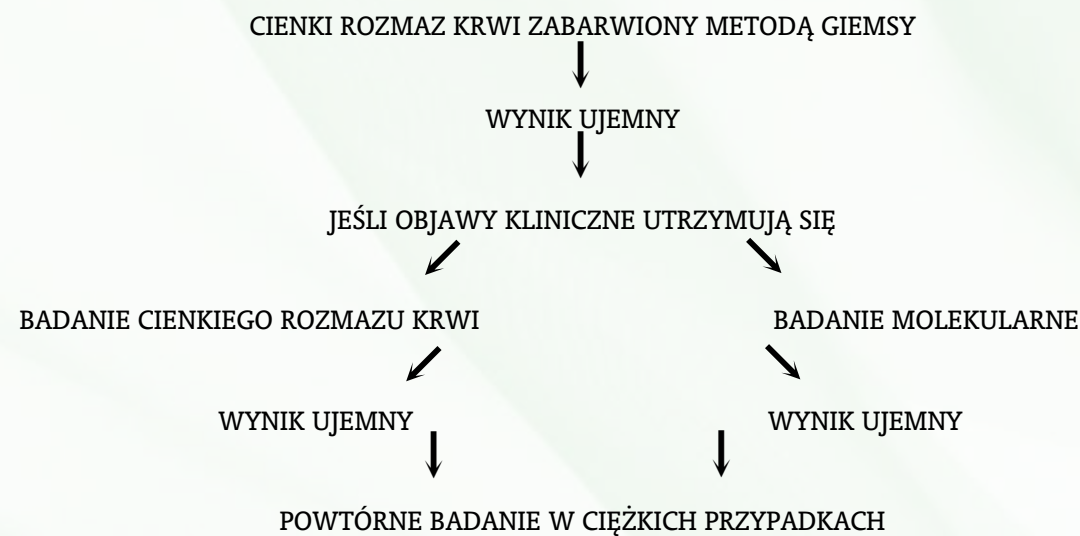 CIENKI ROZMAZ KRWI ZABARWIONY METODĄ GIEMSY
WYNIK UJEMNY
JEŚLI OBJAWY KLINICZNE UTRZYMUJĄ SIĘ
BADANIE CIENKIEGO ROZMAZU KRWI
BADANIE MOLEKULARNE
WYNIK UJEMNY
WYNIK UJEMNY
POWTÓRNE BADANIE W CIĘŻKICH PRZYPADKACH